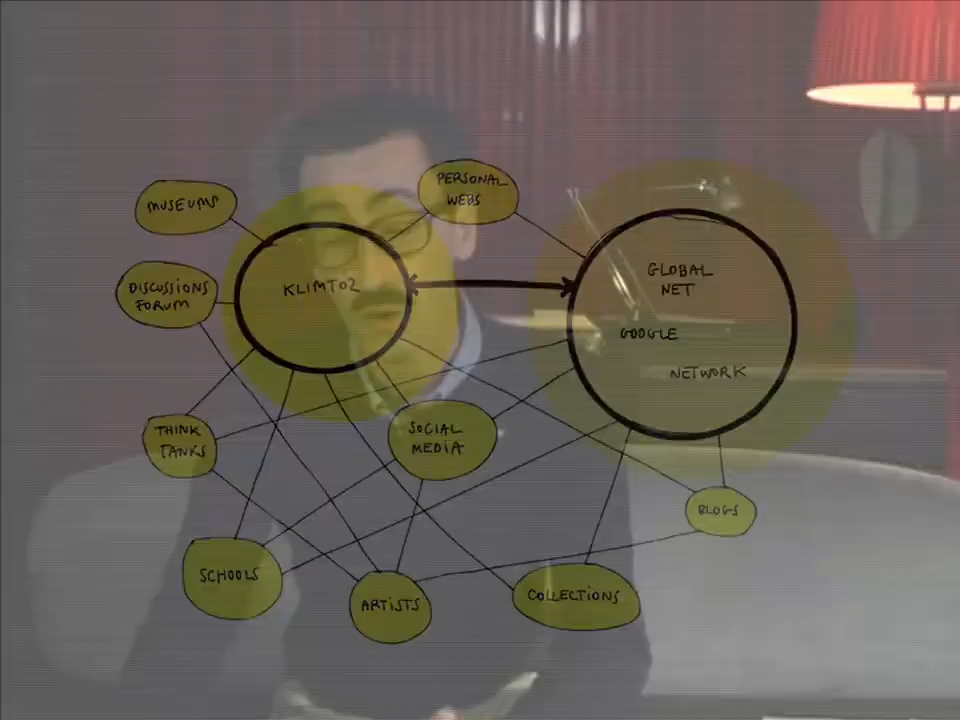 PERSONAL
WEBS
MUSEUMS
GLOBAL
NET
KLIMT02
DISCUSSIONS
FORUM
GOOGLE
NETWORK
THINK
TANKS
SOCIAL
MEDIA
BLOGS
SCHOOLS
ARTISTS
COLLECTIONS